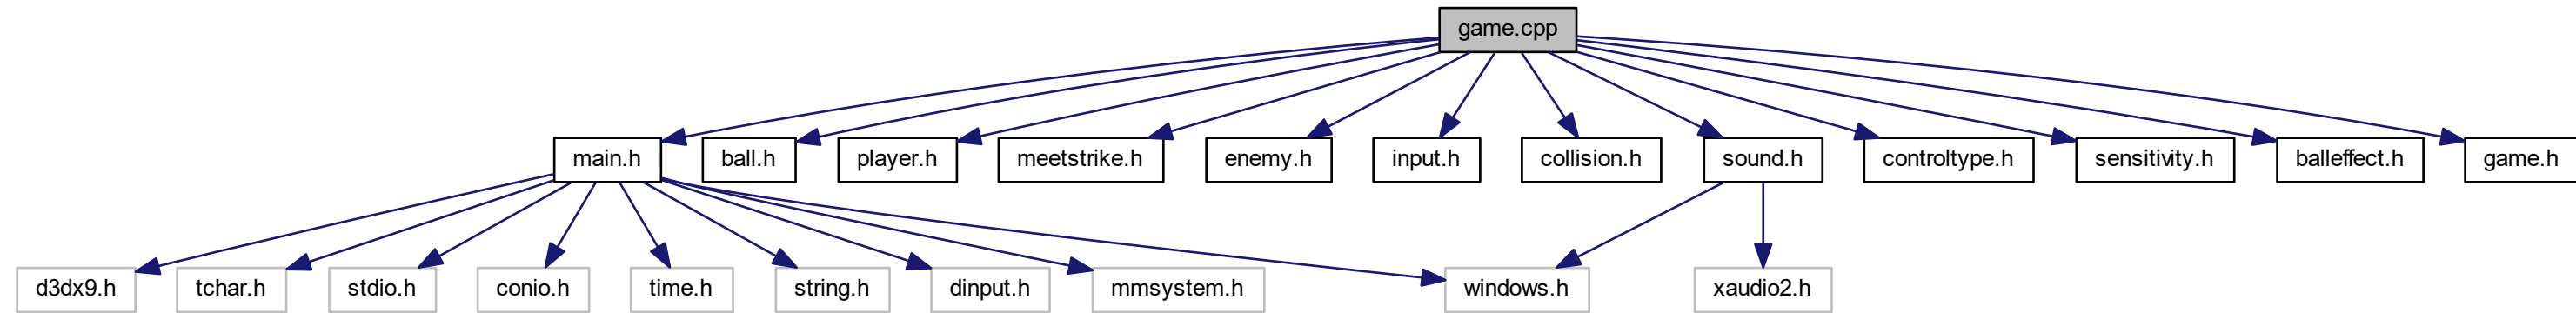 game.cpp
main.h
ball.h
player.h
meetstrike.h
enemy.h
input.h
collision.h
sound.h
controltype.h
sensitivity.h
balleffect.h
game.h
d3dx9.h
tchar.h
stdio.h
conio.h
time.h
string.h
dinput.h
mmsystem.h
windows.h
xaudio2.h